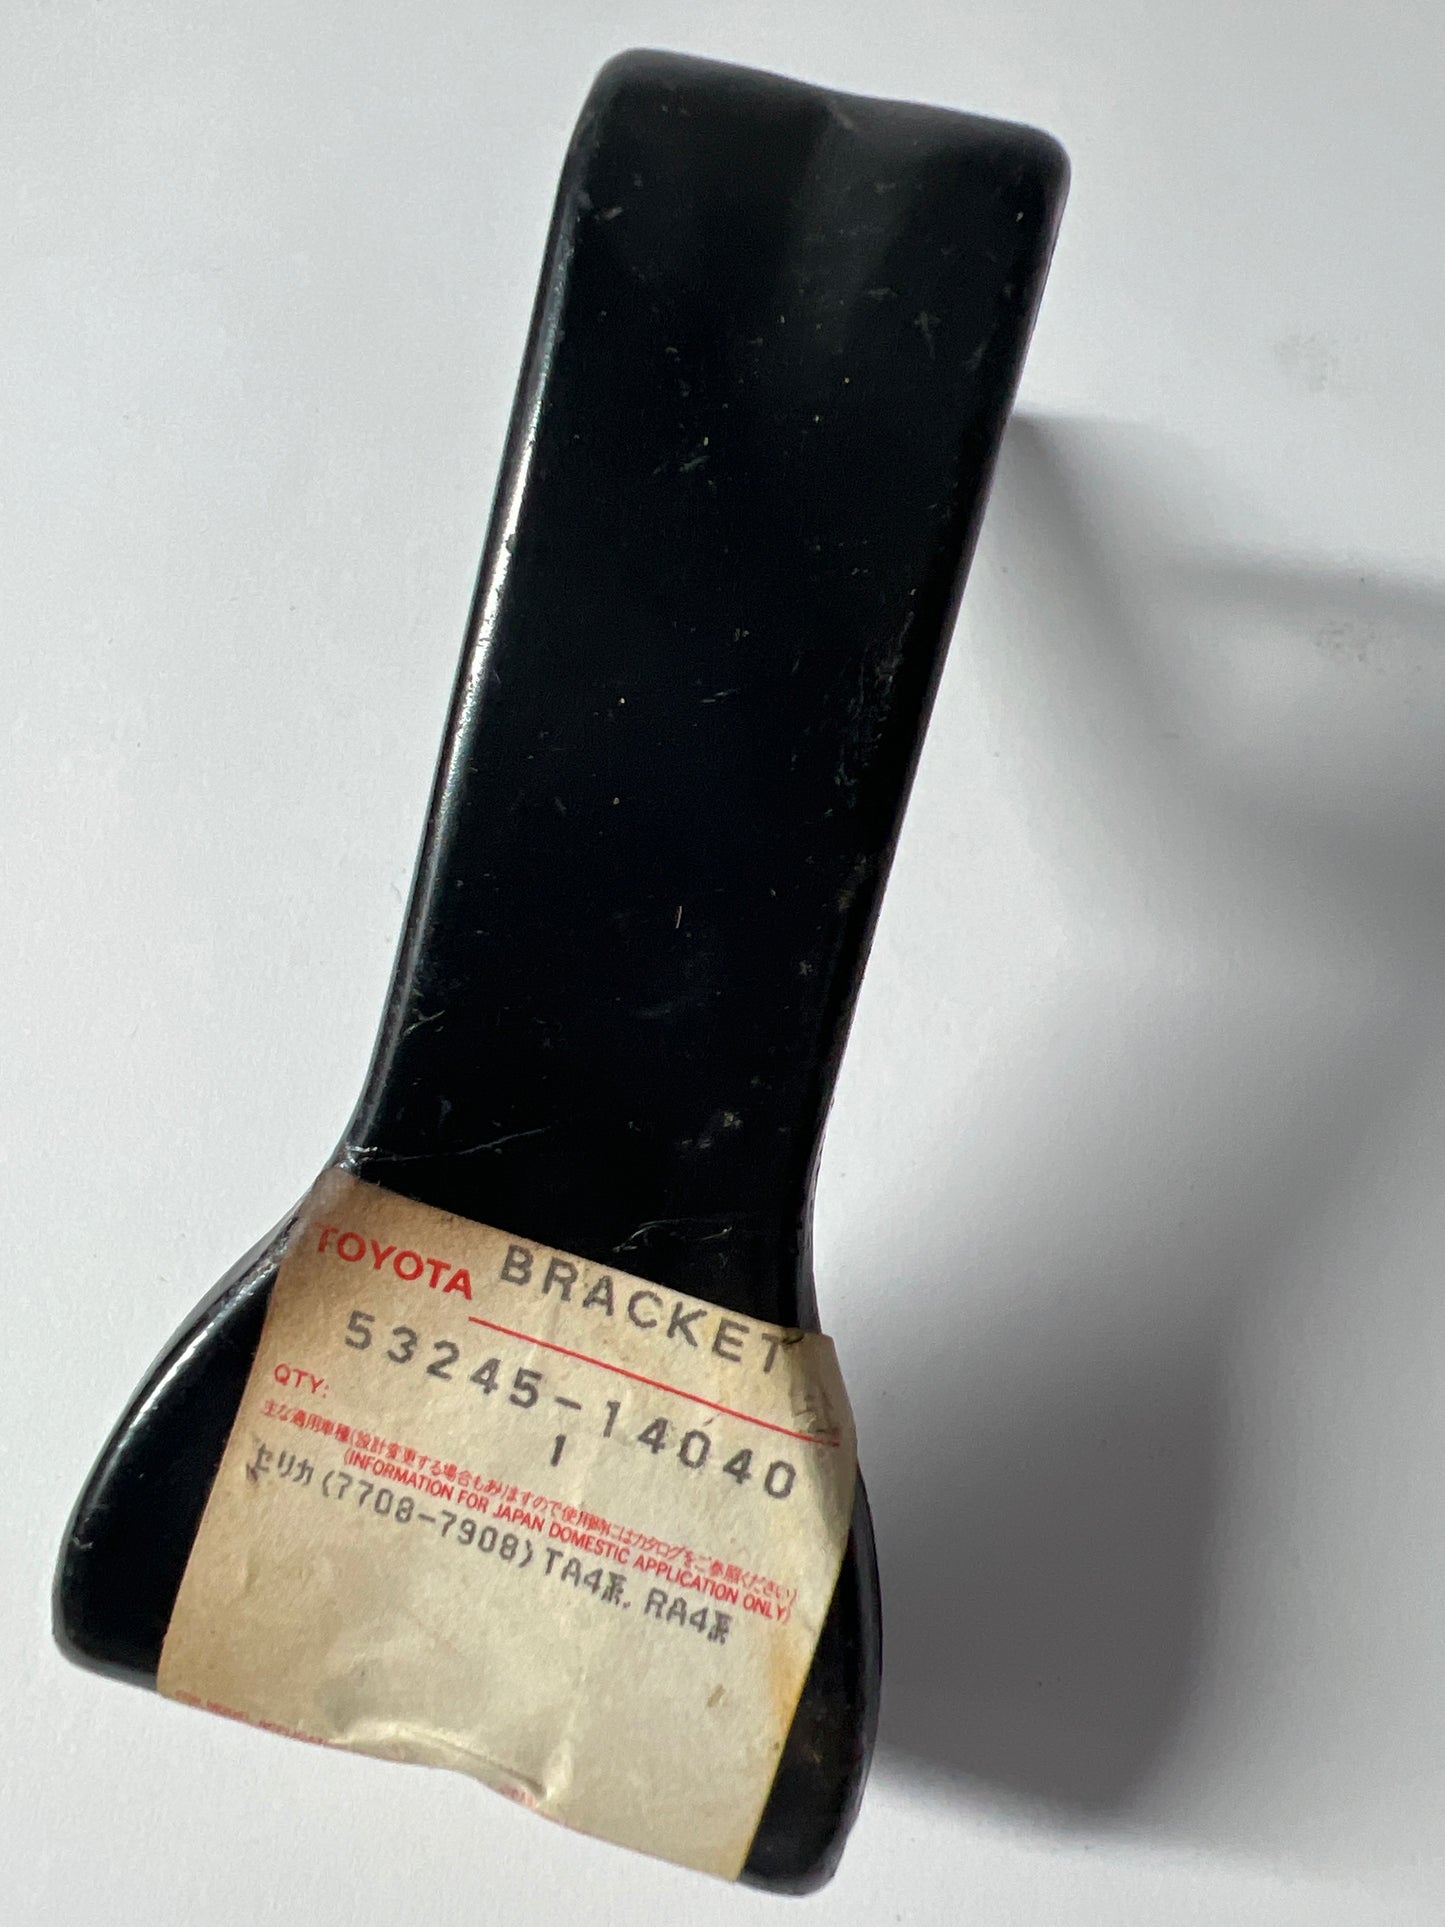 TOYOTA BRACKET
53245-14040
QTY: 1
主な適用車種(設計変更する場合もありますので使用時にはカタログをご参照ください)
(INFORMATION FOR JAPAN DOMESTIC APPLICATION ONLY)
セリカ(7708-7908)TA4系, RA4系